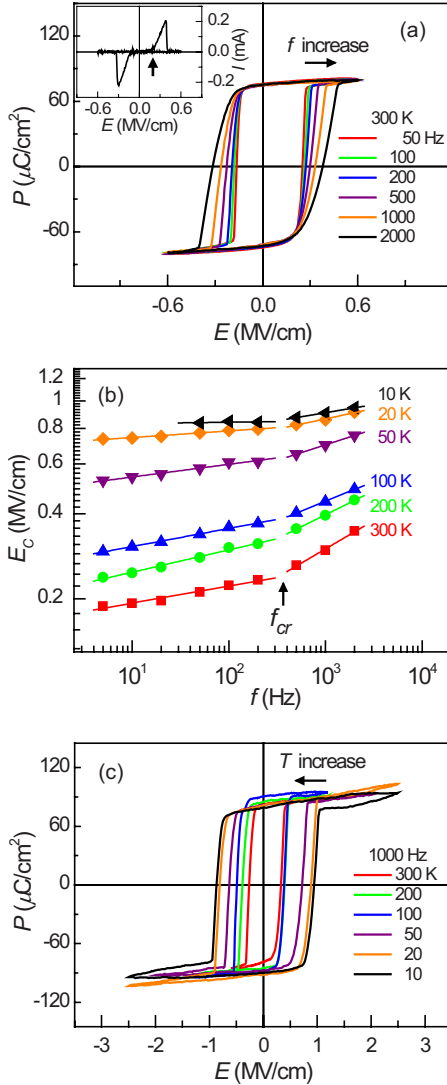 (a)
f increase
300 K
50 Hz
100
200
500
1000
2000
P (μC/cm²)
120
60
0
-60
-0.6
0.0
0.6
E (MV/cm)
0.2
0.0
0.2
I (mA)
-0.6
0.0
0.6
E (MV/cm)
(b)
10 K
20 K
50 K
100 K
200 K
300 K
f_cr
E_C (MV/cm)
1.2
0.8
0.6
0.4
0.2
10¹
10²
10³
10⁴
f (Hz)
(c)
T increase
1000 Hz
300 K
200
100
50
20
10
P (μC/cm²)
120
60
0
-60
-120
-3
-2
-1
0
1
2
3
E (MV/cm)